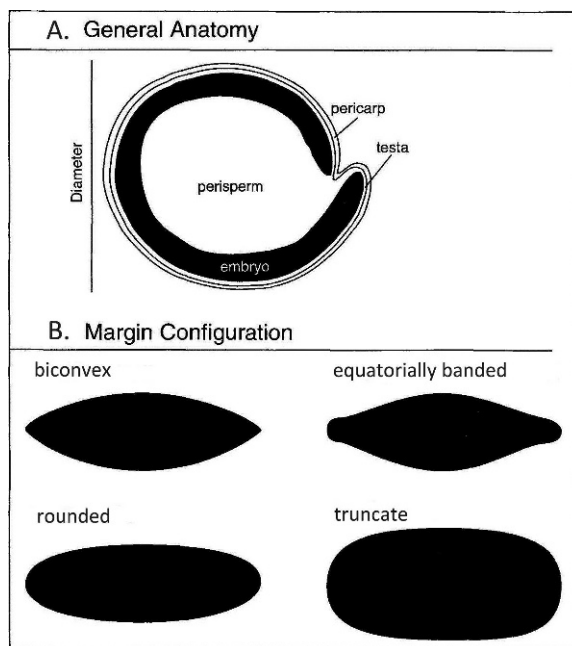 A. General Anatomy
Diameter
pericarp
testa
perisperm
embryo
B. Margin Configuration
biconvex
equatorially banded
rounded
truncate